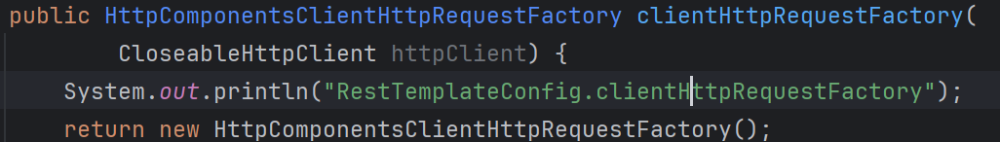 public HttpComponentsClientHttpRequestFactory clientHttpRequestFactory(
CloseableHttpClient httpClient) {
System.out.println("RestTemplateConfig.clientHttpRequestFactory");
return new HttpComponentsClientHttpRequestFactory();